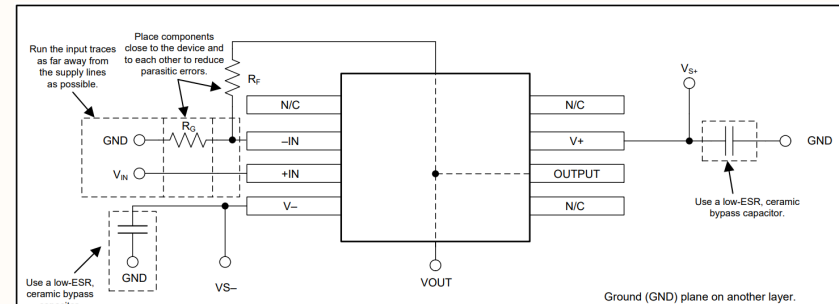 Run the input traces
as far away from
the supply lines
as possible.
Place components
close to the device and
to each other to reduce
parasitic errors.
RF
VS+
N/C
N/C
RG
GND
–IN
V+
GND
VIN
+IN
OUTPUT
V–
N/C
Use a low-ESR, ceramic
bypass capacitor.
GND
VS–
VOUT
Use a low-ESR,
ceramic bypass
Ground (GND) plane on another layer.